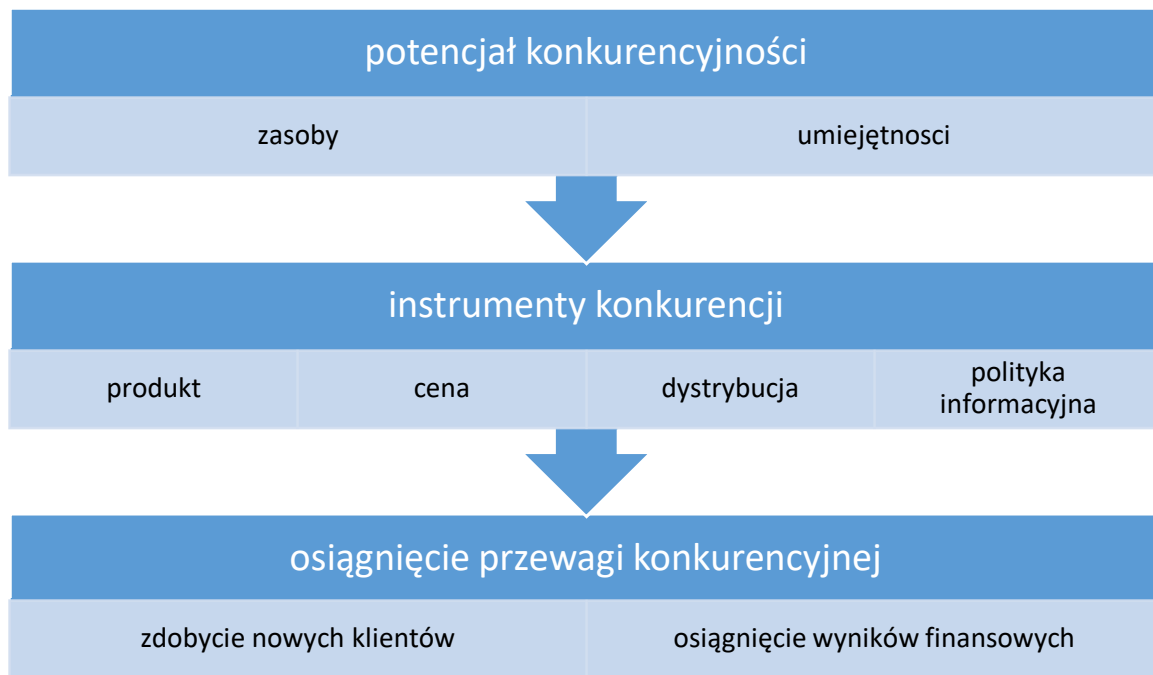 potencjał konkurencyjności
zasoby
umiejętnosci
instrumenty konkurencji
produkt
cena
dystrybucja
polityka
informacyjna
osiągnięcie przewagi konkurencyjnej
zdobycie nowych klientów
osiągnięcie wyników finansowych